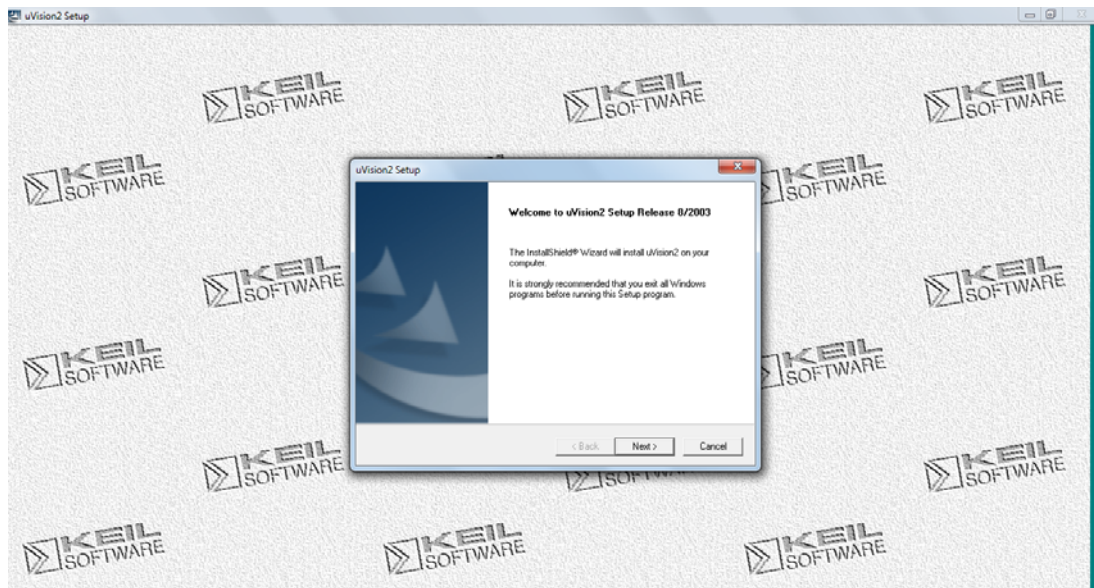 uVision2 Setup
KEIL
SOFTWARE
KEIL
SOFTWARE
KEIL
SOFTWARE
KEIL
SOFTWARE
uVision2 Setup
KEIL
SOFTWARE
Welcome to uVision2 Setup Release 8/2003
The InstallShield® Wizard will install uVision2 on your
computer.
It is strongly recommended that you exit all Windows
programs before running this Setup program.
KEIL
SOFTWARE
KEIL
SOFTWARE
KEIL
SOFTWARE
KEIL
SOFTWARE
< Back
Next >
Cancel
KEIL
SOFTWARE
SOFTWARE
KEIL
SOFTWARE
KEIL
SOFTWARE
KEIL
SOFTWARE
KEIL
SOFTWARE